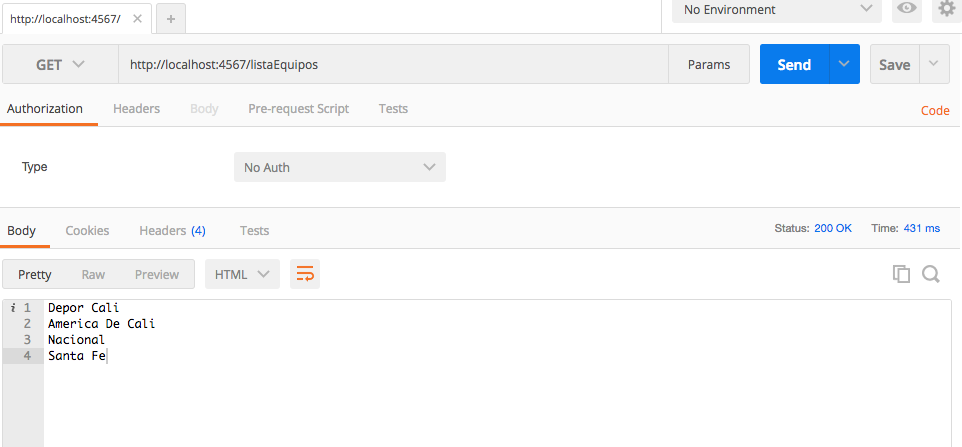 http://localhost:4567/ × +
No Environment
GET http://localhost:4567/listaEquipos Params Send Save
Authorization Headers Body Pre-request Script Tests Code
Type No Auth
Body Cookies Headers (4) Tests Status: 200 OK Time: 431 ms
Pretty Raw Preview HTML
i 1 Depor Cali
2 America De Cali
3 Nacional
4 Santa Fe